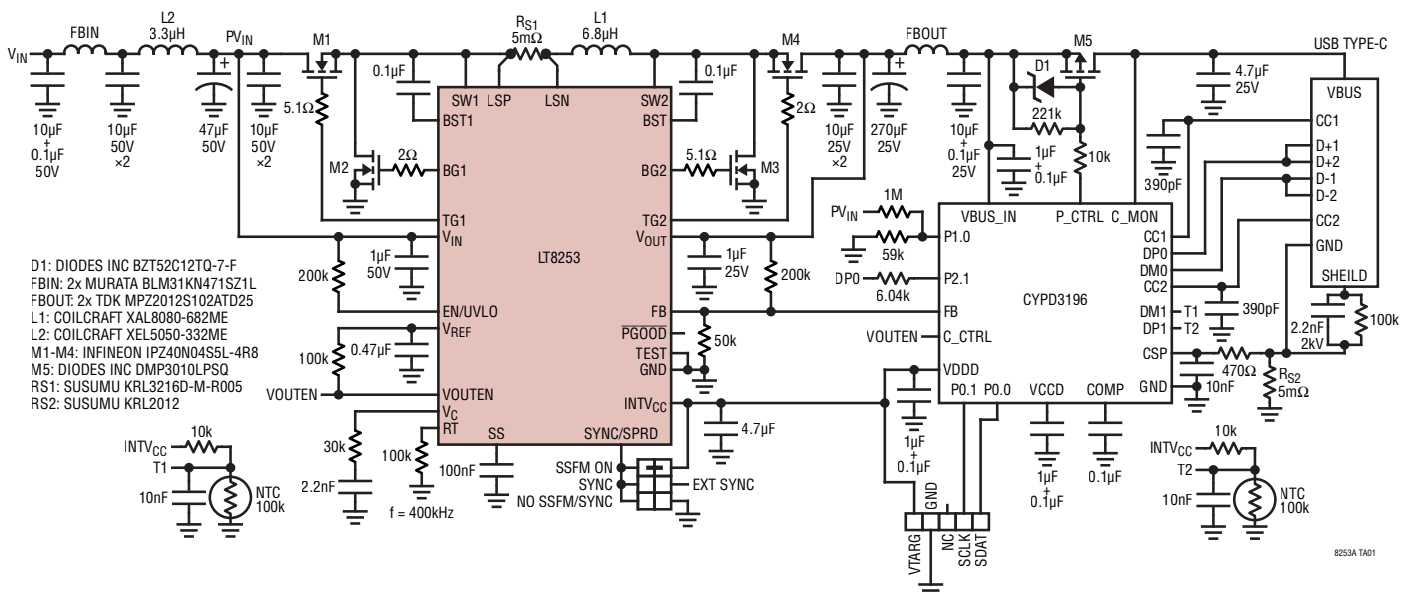 L2
3.3µH
RS1
5mΩ
L1
6.8µH
FBIN
PVIN
M1
M4
FBOUT
M5
USB TYPE-C
VIN
10µF
+
0.1µF
50V
10µF
50V
+
47µF
50V
10µF
50V
×2
5.1Ω
0.1µF
SW1
LSP
LSN
SW2
BST1
BST
0.1µF
2Ω
10µF
25V
×2
+
270µF
25V
10µF
+
0.1µF
25V
D1
221k
1µF
+
0.1µF
10k
4.7µF
25V
390pF
VBUS
CC1
D+1
D+2
D-1
D-2
CC2
GND
SHEILD
M2
2Ω
BG1
BG2
5.1Ω
M3
TG1
TG2
VIN
VOUT
LT8253
1µF
50V
200k
1µF
25V
200k
EN/UVLO
FB
VREF
PGOOD
TEST
GND
50k
100k
0.47µF
VOUTEN
VOUTEN
INTVCC
VC
RT
SS
SYNC/SPRD
4.7µF
30k
2.2nF
100k
f = 400kHz
100nF
SSFM ON
SYNC
NO SSFM/SYNC
EXT SYNC
PVIN
1M
59k
DP0
6.04k
VBUS_IN
P_CTRL
C_MON
P1.0
P2.1
FB
VOUTEN
C_CTRL
VDDD
P0.1
P0.0
VCCD
COMP
CYPD3196
CC1
DP0
DM0
CC2
DM1
T1
DP1
T2
CSP
GND
390pF
470Ω
10nF
RS2
5mΩ
2.2nF
2kV
100k
1µF
+
0.1µF
1µF
+
0.1µF
0.1µF
VTARG
GND
NC
SCLK
SDAT
D1: DIODES INC BZT52C12TQ-7-F
FBIN: 2x MURATA BLM31KN471SZ1L
FBOUT: 2x TDK MPZ2012S102ATD25
L1: COILCRAFT XAL8080-682ME
L2: COILCRAFT XEL5050-332ME
M1-M4: INFINEON IPZ40N04S5L-4R8
M5: DIODES INC DMP3010LPSQ
RS1: SUSUMU KRL3216D-M-R005
RS2: SUSUMU KRL2012
INTVCC
10k
T1
10nF
NTC
100k
INTVCC
10k
T2
10nF
NTC
100k
8253A TA01